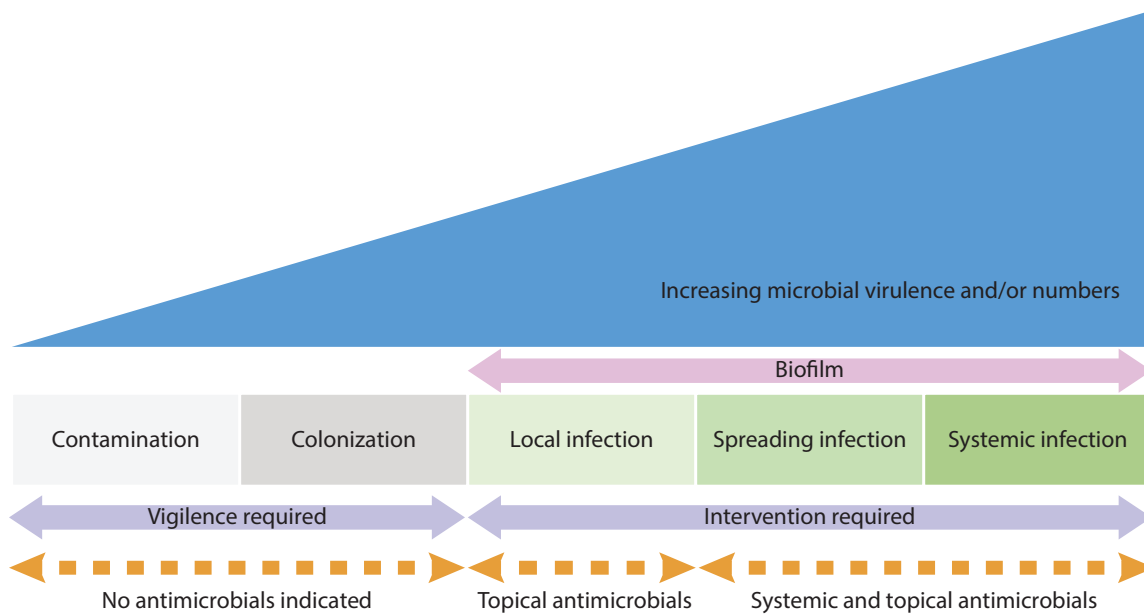 Increasing microbial virulence and/or numbers
Biofilm
Contamination
Colonization
Local infection
Spreading infection
Systemic infection
Vigilence required
Intervention required
No antimicrobials indicated
Topical antimicrobials
Systemic and topical antimicrobials